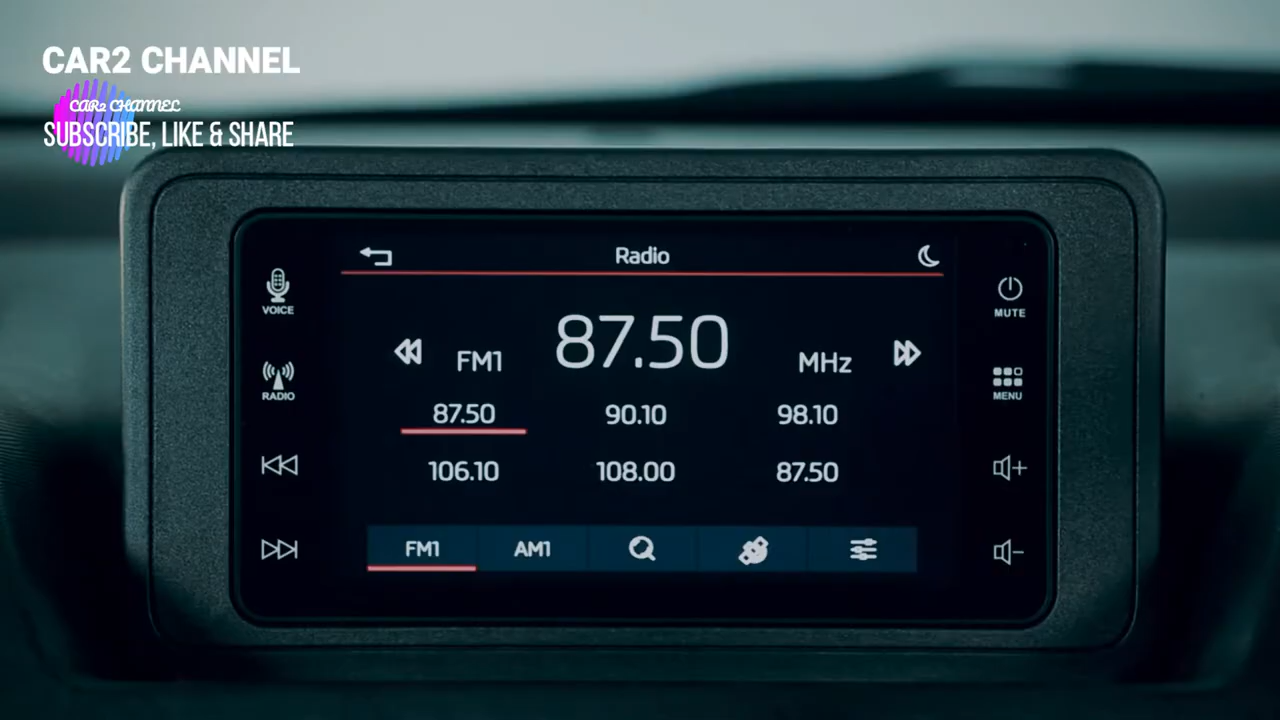 CAR2 CHANNEL
CAR2 CHANNEL
SUBSCRIBE, LIKE & SHARE
Radio
VOICE
MUTE
87.50
FM1
MHz
RADIO
MENU
87.50 90.10 98.10
106.10 108.00 87.50
FM1 AM1